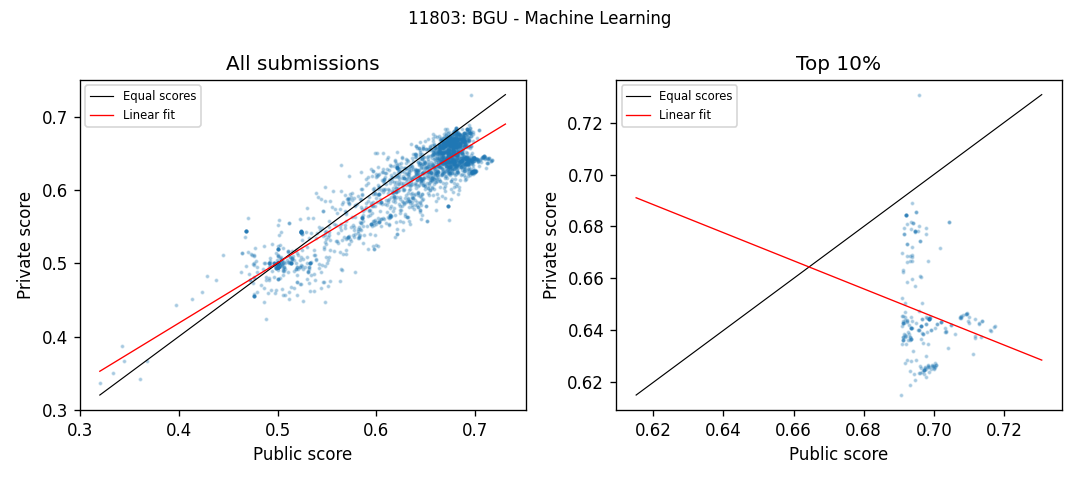 11803: BGU - Machine Learning
All submissions
Equal scores
Linear fit
Private score
0.7
0.6
0.5
0.4
0.3
0.3
0.4
0.5
0.6
0.7
Public score
Top 10%
Equal scores
Linear fit
Private score
0.72
0.70
0.68
0.66
0.64
0.62
0.62
0.64
0.66
0.68
0.70
0.72
Public score